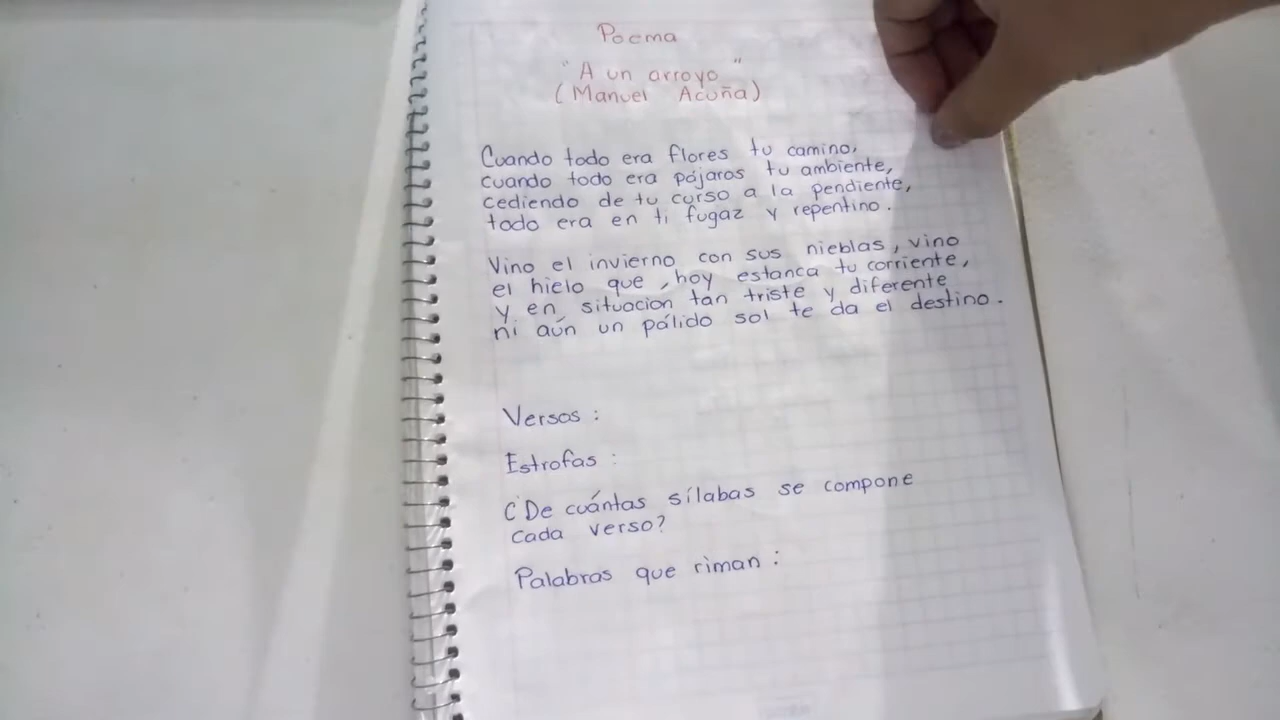 Poema
"A un arroyo"
(Manuel Acuña)
Cuando todo era flores tu camino,
cuando todo era pájaros tu ambiente,
cediendo de tu curso a la pendiente,
todo era en ti fugaz y repentino.
Vino el invierno con sus nieblas, vino
el hielo que, hoy estanca tu corriente,
y en situacion tan triste y diferente
ni aún un pálido sol te da el destino.
Versos:
Estrofas:
¿De cuántas sílabas se compone
cada verso?
Palabras que riman: